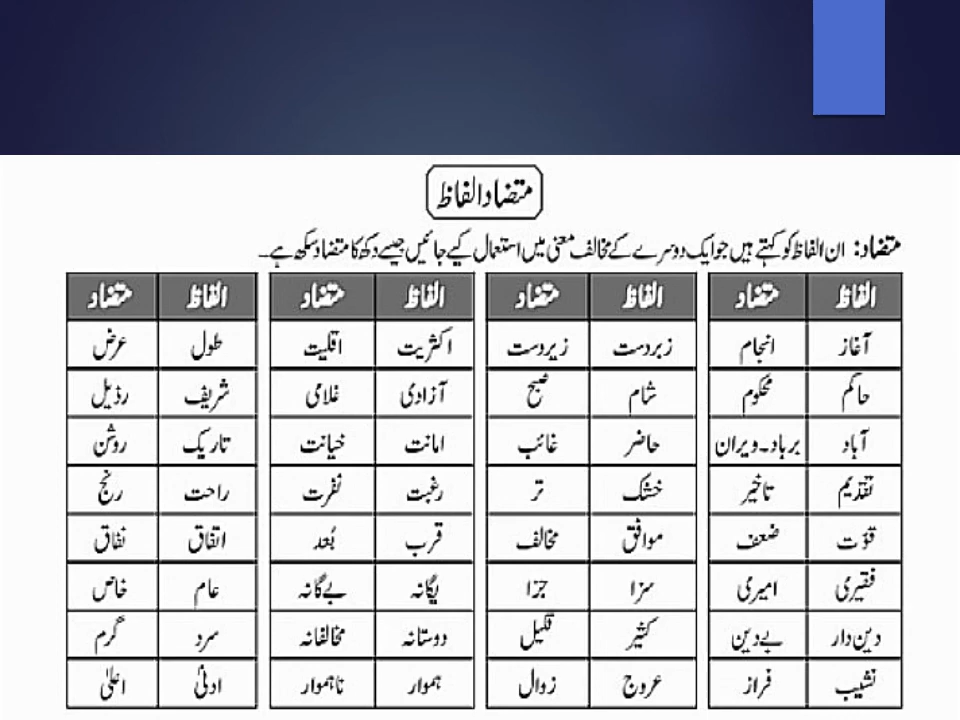 متضاد الفاظ
متضاد: ان الفاظ کو کہتے ہیں جو ایک دوسرے کے مخالف معنی میں استعمال کیے جائیں جیسے دکھ کا متضاد سکھ ہے۔
الفاظ متضاد الفاظ متضاد الفاظ متضاد الفاظ متضاد
آغاز انجام زبردست زیردست اکثریت اقلیت طول عرض
حاکم محکوم شام صبح آزادی غلامی شریف رذیل
آباد برباد۔ویران حاضر غائب امانت خیانت تاریک روشن
تقدیم تاخیر خشک تر رغبت نفرت راحت رنج
قوّت ضعف موافق مخالف قرب بُعد اتفاق نفاق
فقیری امیری سزا جزا یگانہ بےگانہ عام خاص
دین دار بےدین کثیر قلیل دوستانہ مخالفانہ سرد گرم
نشیب فراز عروج زوال ہموار ناہموار ادنیٰ اعلیٰ